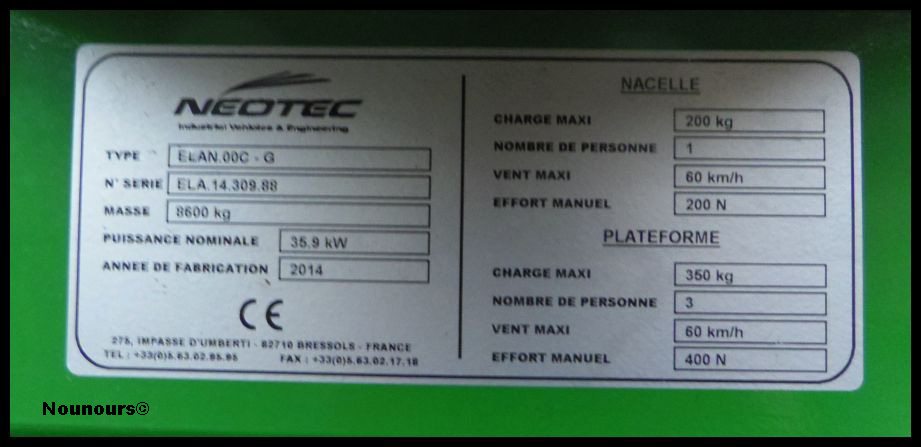 NEOTEC
Industrial Vehicles & Engineering
TYPE ELAN.00C - G
N° SERIE ELA.14.309.88
MASSE 8600 kg
PUISSANCE NOMINALE 35.9 kW
ANNEE DE FABRICATION 2014
CE
275, IMPASSE D'UMBERTI - 82710 BRESSOLS - FRANCE
TEL : +33(0)5.63.02.95.95 FAX : +33(0)5.63.02.17.18
NACELLE
CHARGE MAXI 200 kg
NOMBRE DE PERSONNE 1
VENT MAXI 60 km/h
EFFORT MANUEL 200 N
PLATEFORME
CHARGE MAXI 350 kg
NOMBRE DE PERSONNE 3
VENT MAXI 60 km/h
EFFORT MANUEL 400 N
Nounours©